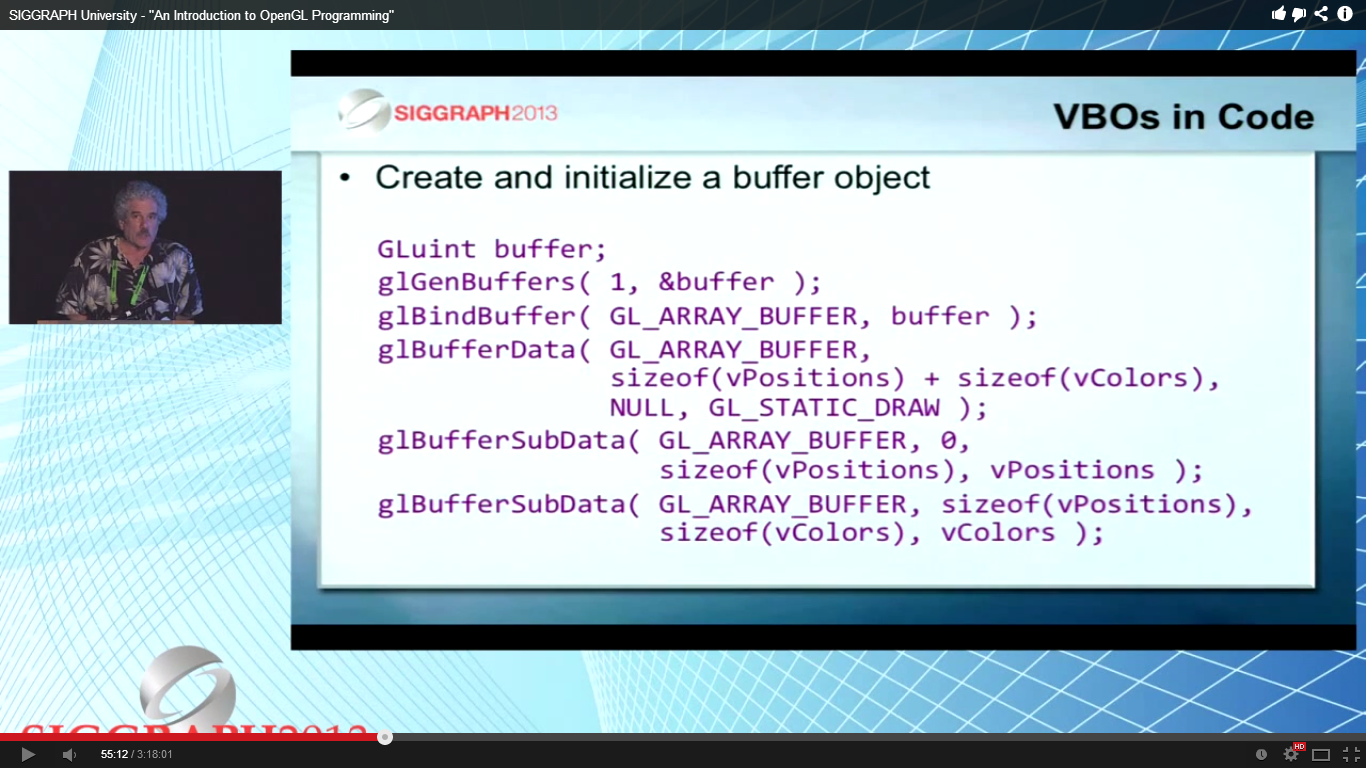 SIGGRAPH University - "An Introduction to OpenGL Programming"
SIGGRAPH2013
VBOs in Code
• Create and initialize a buffer object
GLuint buffer;
glGenBuffers( 1, &buffer );
glBindBuffer( GL_ARRAY_BUFFER, buffer );
glBufferData( GL_ARRAY_BUFFER,
sizeof(vPositions) + sizeof(vColors),
NULL, GL_STATIC_DRAW );
glBufferSubData( GL_ARRAY_BUFFER, 0,
sizeof(vPositions), vPositions );
glBufferSubData( GL_ARRAY_BUFFER, sizeof(vPositions),
sizeof(vColors), vColors );
SIGGRAPH2013
55:12 / 3:18:01
HD